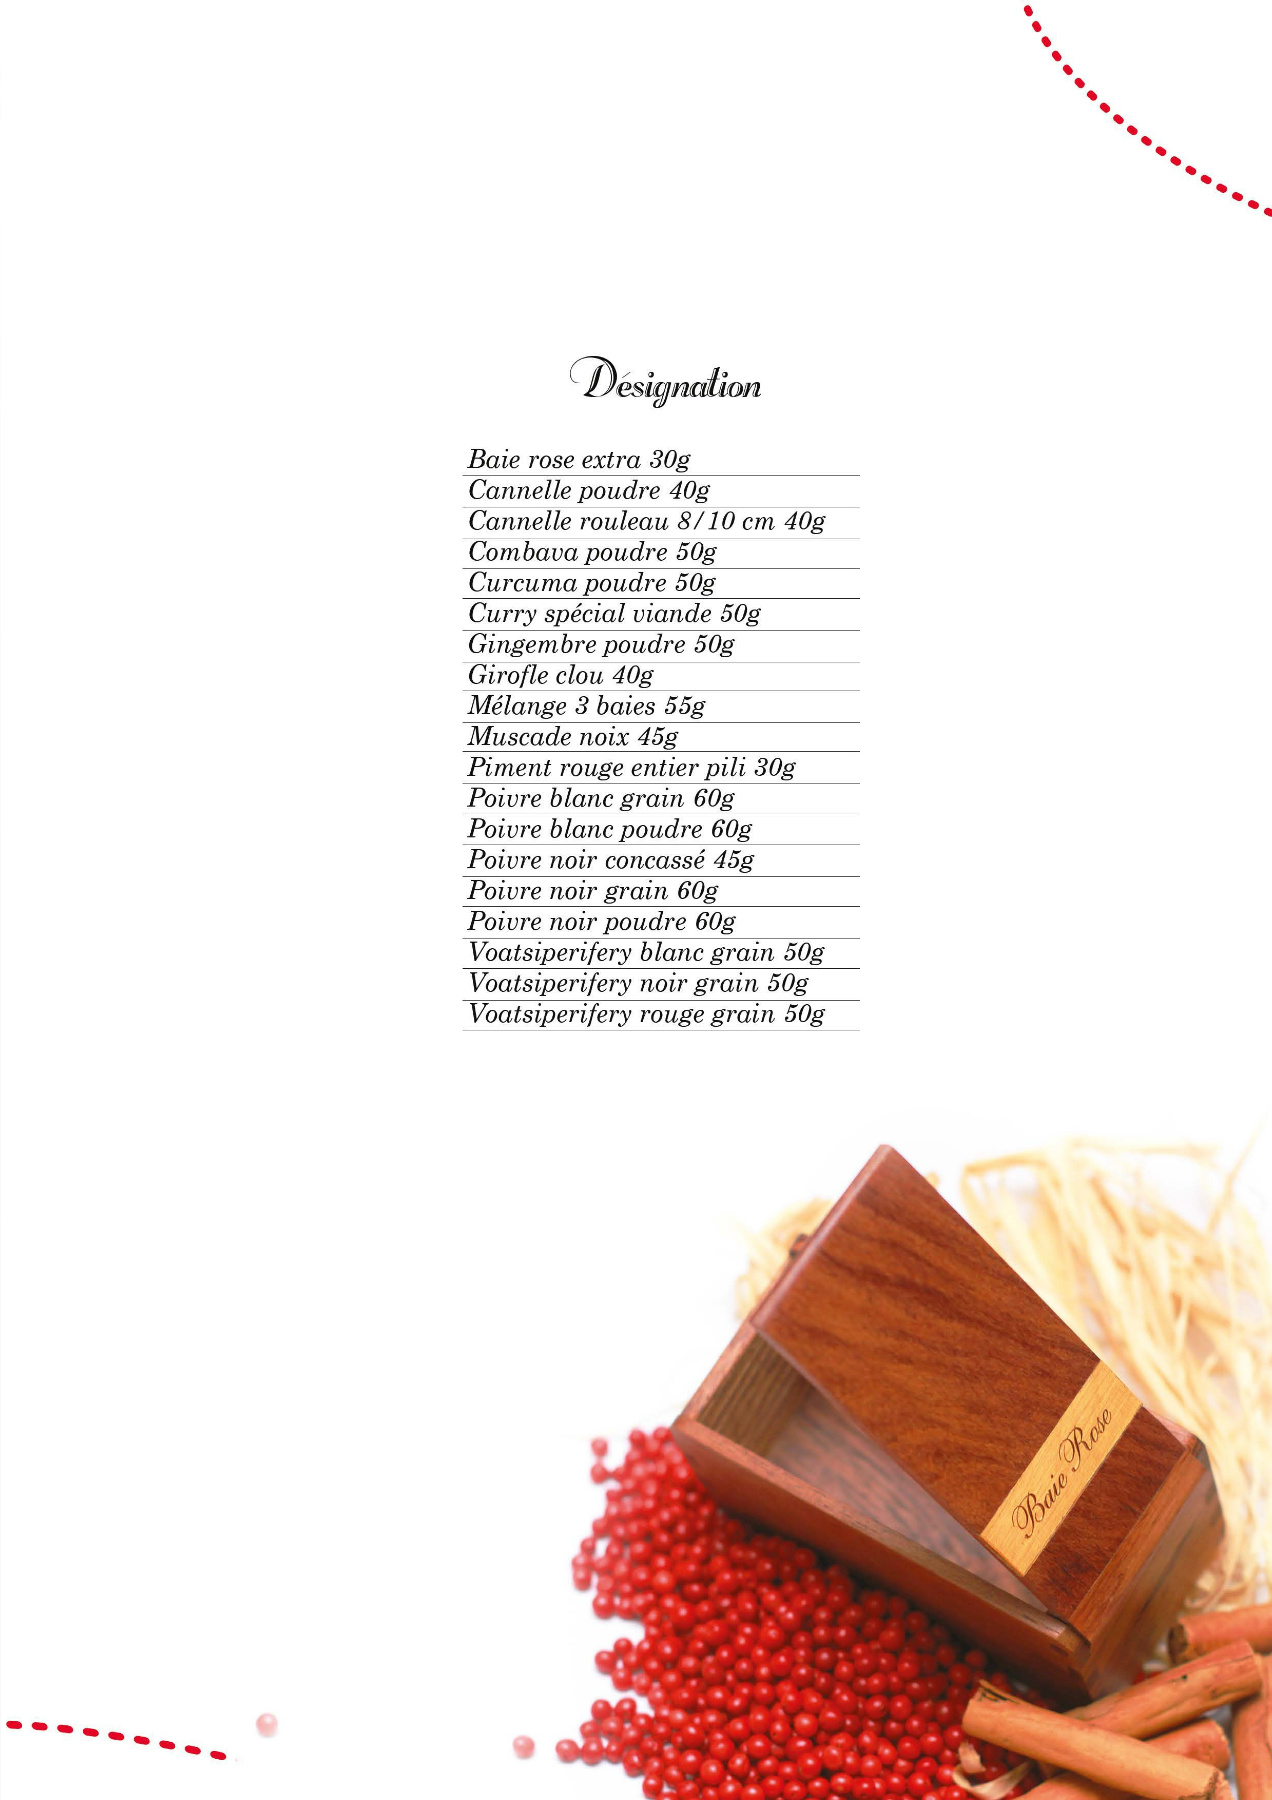 Désignation
Baie rose extra 30g
Cannelle poudre 40g
Cannelle rouleau 8/10 cm 40g
Combava poudre 50g
Curcuma poudre 50g
Curry spécial viande 50g
Gingembre poudre 50g
Girofle clou 40g
Mélange 3 baies 55g
Muscade noix 45g
Piment rouge entier pili 30g
Poivre blanc grain 60g
Poivre blanc poudre 60g
Poivre noir concassé 45g
Poivre noir grain 60g
Poivre noir poudre 60g
Voatsiperifery blanc grain 50g
Voatsiperifery noir grain 50g
Voatsiperifery rouge grain 50g
Baie Rose